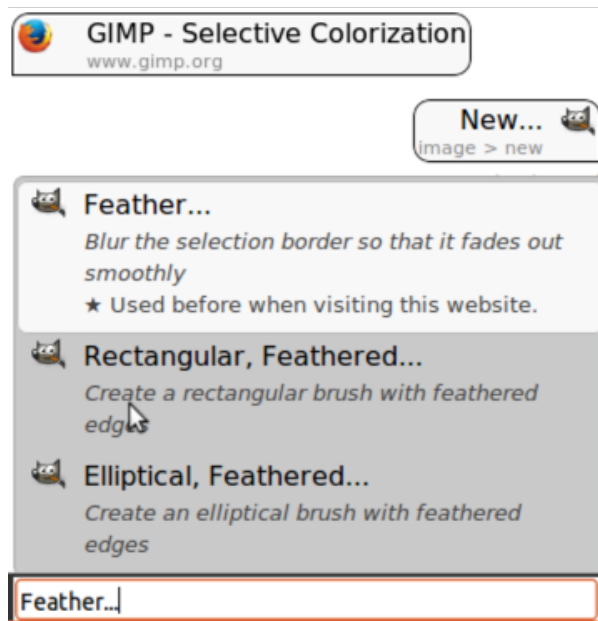 GIMP - Selective Colorization
www.gimp.org
New...
image > new
Feather...
Blur the selection border so that it fades out
smoothly
★ Used before when visiting this website.
Rectangular, Feathered...
Create a rectangular brush with feathered
edges
Elliptical, Feathered...
Create an elliptical brush with feathered
edges
Feather...